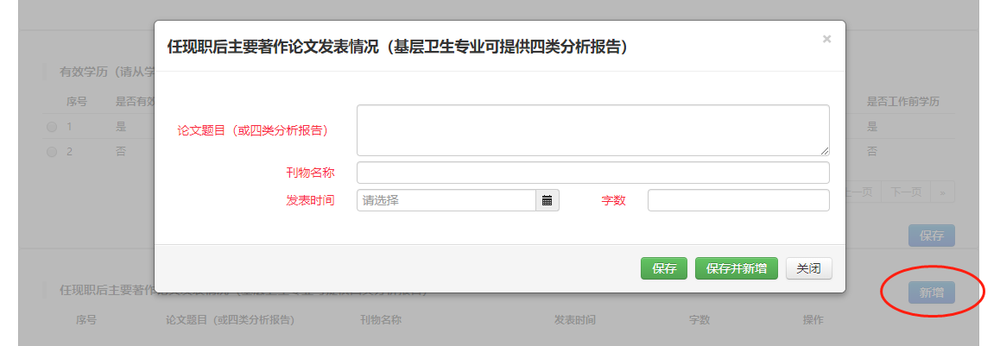 任现职后主要著作论文发表情况（基层卫生专业可提供四类分析报告）
×
论文题目（或四类分析报告）
刊物名称
发表时间 请选择 字数
保存 保存并新增 关闭
有效学历（请从学
序号 是否有效 是否工作前学历
1 是 是
2 否 否
一页 下一页 »
保存
任现职后主要著作
新增
序号 论文题目（或四类分析报告） 刊物名称 发表时间 字数 操作